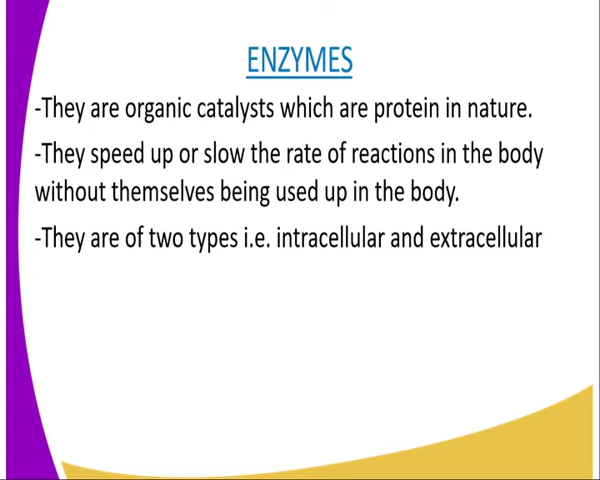 ENZYMES
-They are organic catalysts which are protein in nature.
-They speed up or slow the rate of reactions in the body
without themselves being used up in the body.
-They are of two types i.e. intracellular and extracellular